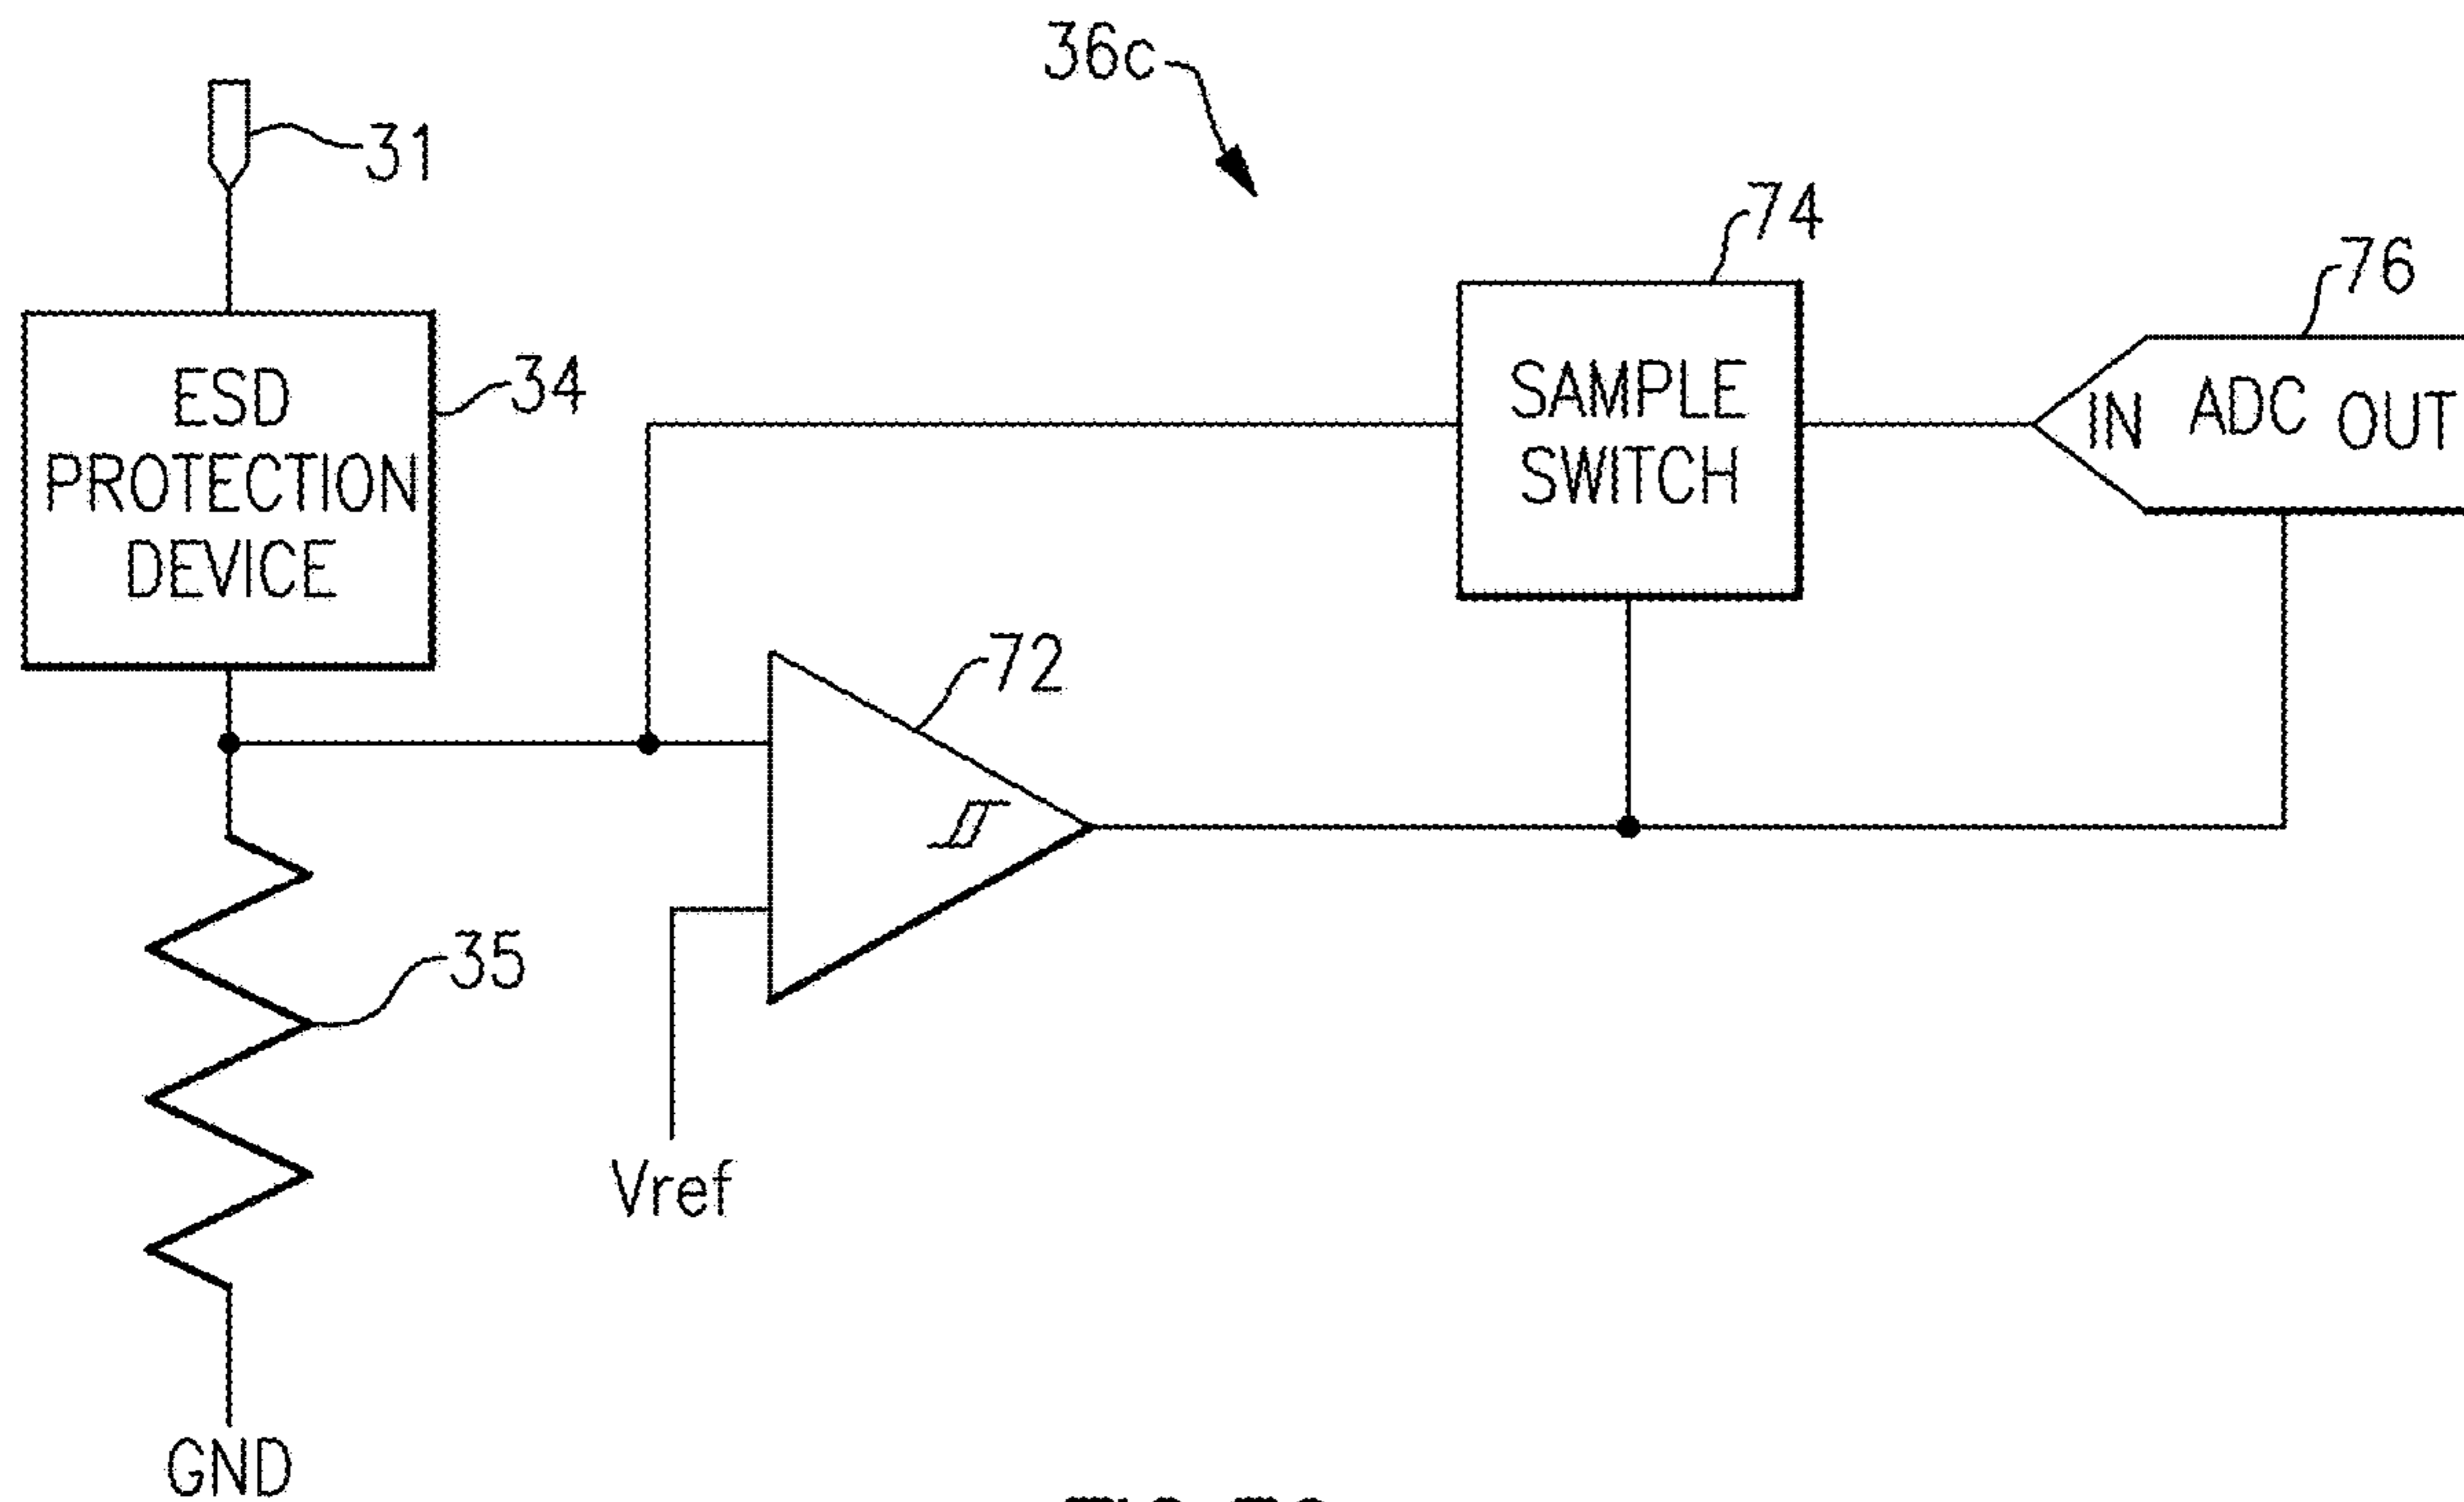 36c
31
74
76
ESD
PROTECTION
DEVICE
34
SAMPLE
SWITCH
IN ADC OUT
72
35
Vref
GND